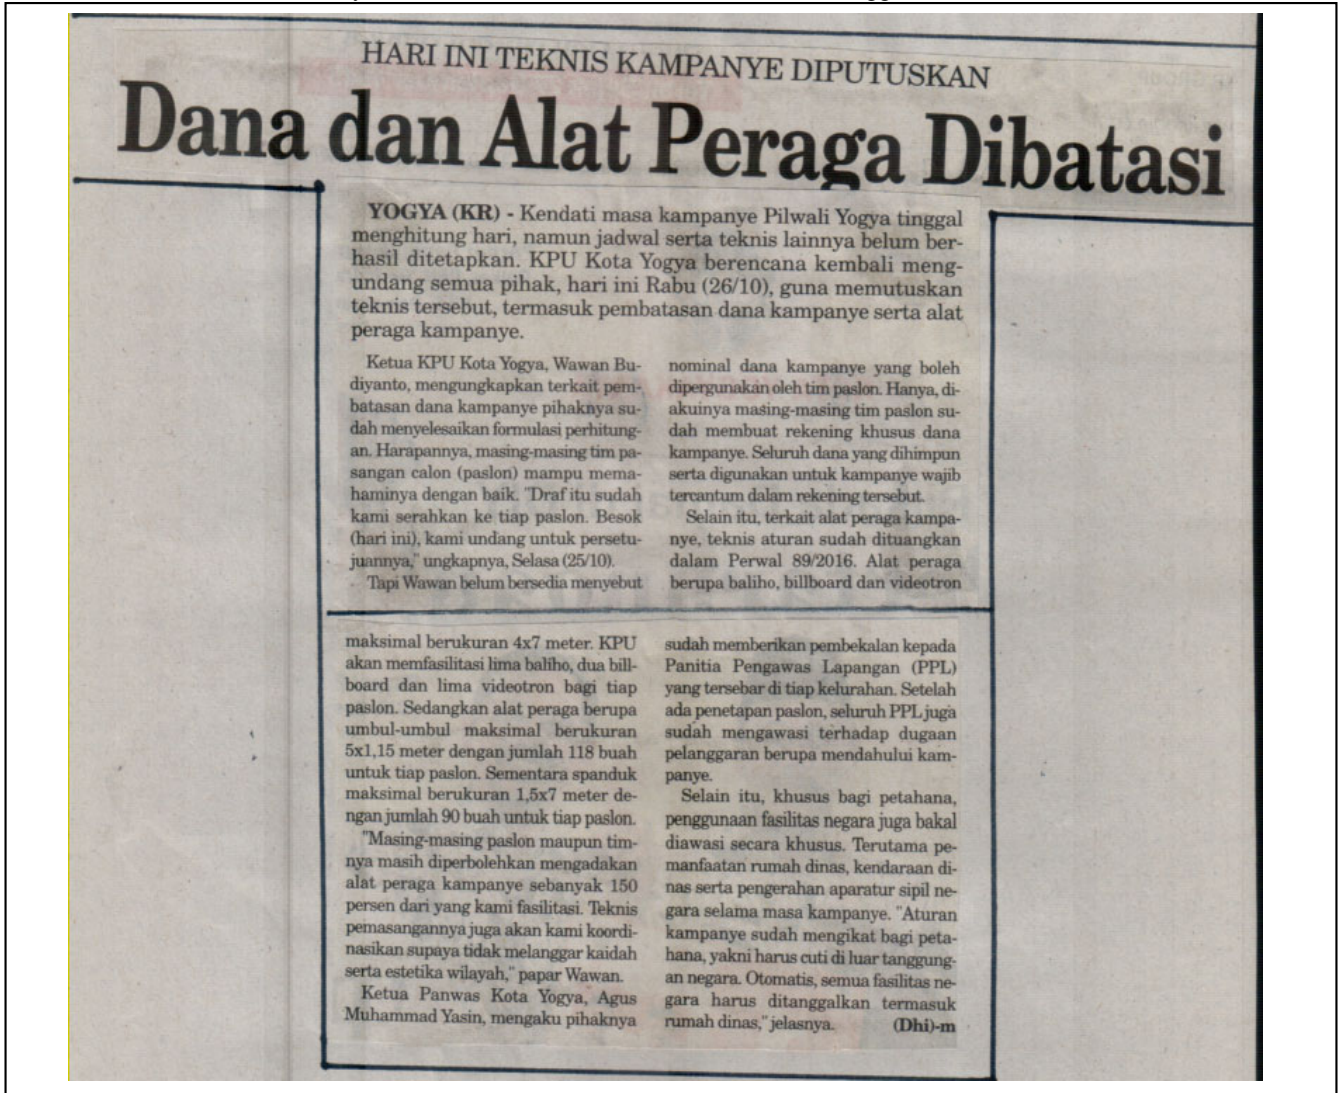 HARI INI TEKNIS KAMPANYE DIPUTUSKAN
Dana dan Alat Peraga Dibatasi
YOGYA (KR) - Kendati masa kampanye Pilwali Yogya tinggal
menghitung hari, namun jadwal serta teknis lainnya belum ber-
hasil ditetapkan. KPU Kota Yogya berencana kembali meng-
undang semua pihak, hari ini Rabu (26/10), guna memutuskan
teknis tersebut, termasuk pembatasan dana kampanye serta alat
peraga kampanye.
Ketua KPU Kota Yogya, Wawan Bu-
diyanto, mengungkapkan terkait pem-
batasan dana kampanye pihaknya su-
dah menyelesaikan formulasi perhitung-
an. Harapannya, masing-masing tim pa-
sangan calon (paslon) mampu mema-
haminya dengan baik. "Draf itu sudah
kami serahkan ke tiap paslon. Besok
(hari ini), kami undang untuk persetu-
juannya," ungkapnya, Selasa (25/10).
Tapi Wawan belum bersedia menyebut
nominal dana kampanye yang boleh
dipergunakan oleh tim paslon. Hanya, di-
akuinya masing-masing tim paslon su-
dah membuat rekening khusus dana
kampanye. Seluruh dana yang dihimpun
serta digunakan untuk kampanye wajib
tercantum dalam rekening tersebut.
Selain itu, terkait alat peraga kampa-
nye, teknis aturan sudah dituangkan
dalam Perwal 89/2016. Alat peraga
berupa baliho, billboard dan videotron
maksimal berukuran 4x7 meter. KPU
akan memfasilitasi lima baliho, dua bill-
board dan lima videotron bagi tiap
paslon. Sedangkan alat peraga berupa
umbul-umbul maksimal berukuran
5x1,15 meter dengan jumlah 118 buah
untuk tiap paslon. Sementara spanduk
maksimal berukuran 1,5x7 meter de-
ngan jumlah 90 buah untuk tiap paslon.
"Masing-masing paslon maupun tim-
nya masih diperbolehkan mengadakan
alat peraga kampanye sebanyak 150
persen dari yang kami fasilitasi. Teknis
pemasangannya juga akan kami koordi-
nasikan supaya tidak melanggar kaidah
serta estetika wilayah," papar Wawan.
Ketua Panwas Kota Yogya, Agus
Muhammad Yasin, mengaku pihaknya
sudah memberikan pembekalan kepada
Panitia Pengawas Lapangan (PPL)
yang tersebar di tiap kelurahan. Setelah
ada penetapan paslon, seluruh PPL juga
sudah mengawasi terhadap dugaan
pelanggaran berupa mendahului kam-
panye.
Selain itu, khusus bagi petahana,
penggunaan fasilitas negara juga bakal
diawasi secara khusus. Terutama pe-
manfaatan rumah dinas, kendaraan di-
nas serta pengerahan aparatur sipil ne-
gara selama masa kampanye. "Aturan
kampanye sudah mengikat bagi peta-
hana, yakni harus cuti di luar tanggung-
an negara. Otomatis, semua fasilitas ne-
gara harus ditanggalkan termasuk
rumah dinas," jelasnya. (Dhi)-m